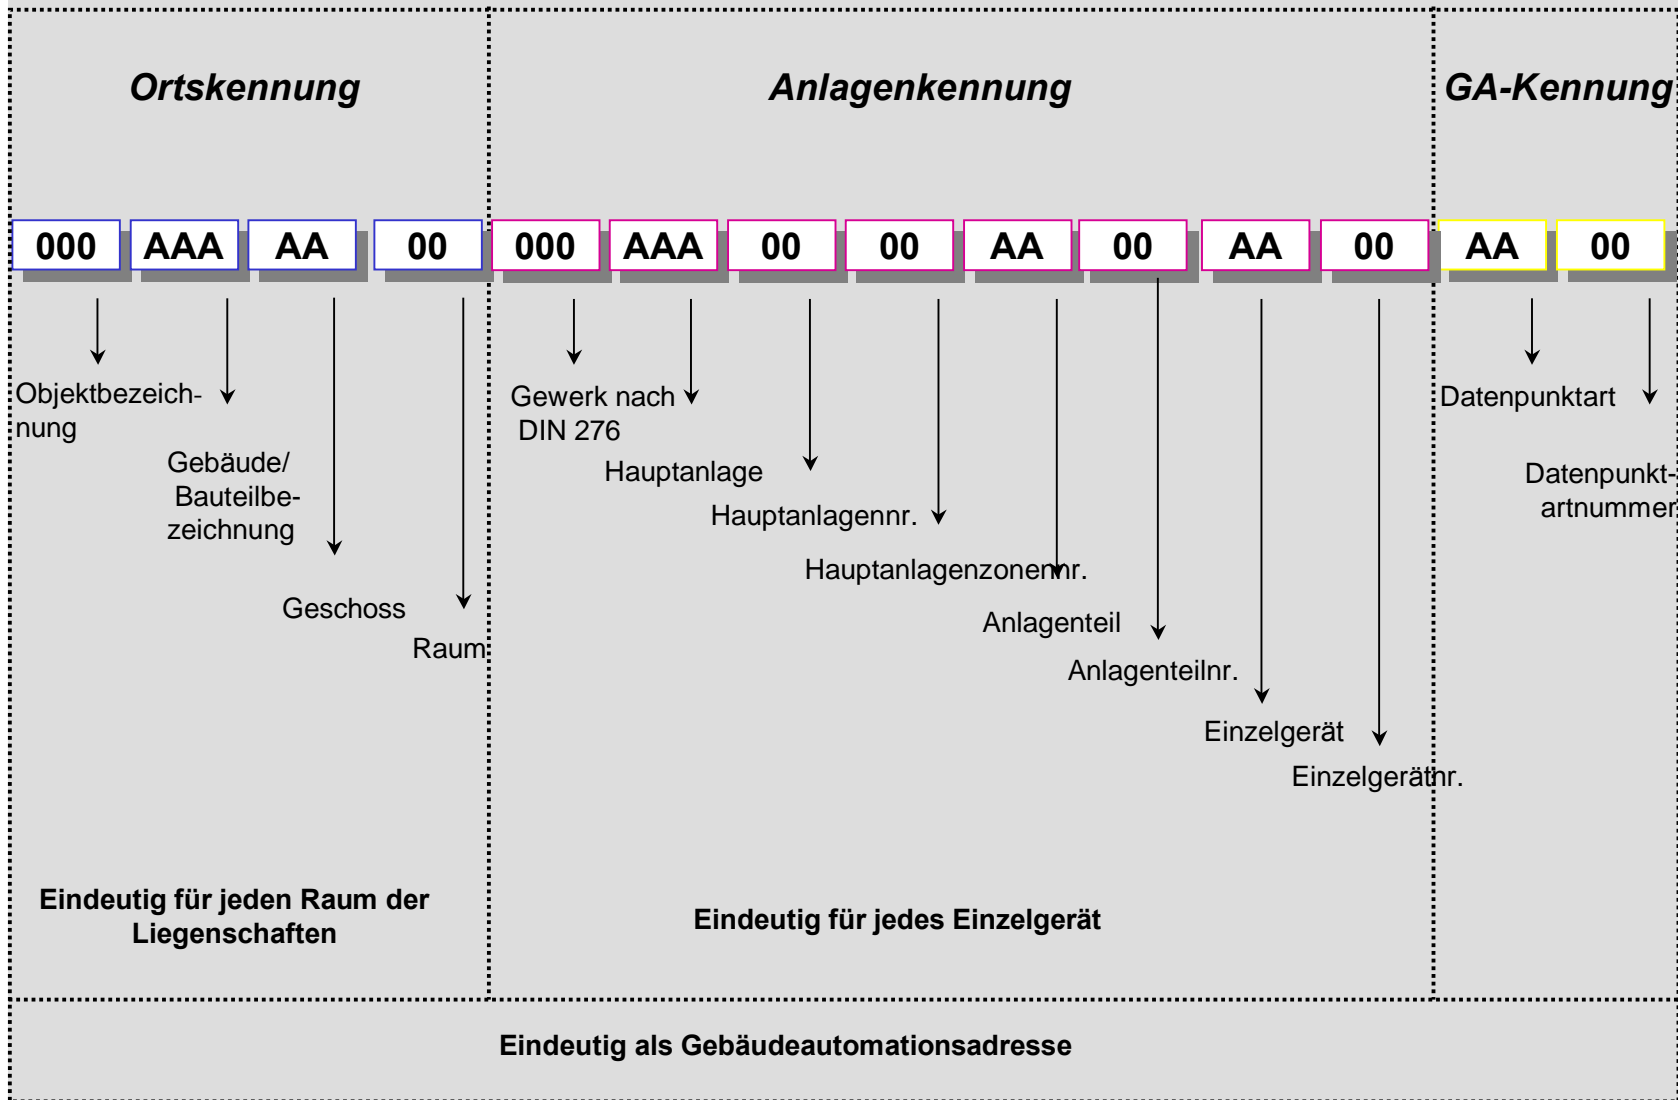 Ortskennung
Anlagenkennung
GA-Kennung
000 AAA AA 00 000 AAA 00 00 AA 00 AA 00 AA 00
Objektbezeich-
nung
Gebäude/
Bauteilbe-
zeichnung
Geschoss
Raum
Gewerk nach
DIN 276
Hauptanlage
Hauptanlagennr.
Hauptanlagenzonennr.
Anlagenteil
Anlagenteilnr.
Einzelgerät
Einzelgerätnr.
Datenpunktart
Datenpunkt-
artnummer
Eindeutig für jeden Raum der
Liegenschaften
Eindeutig für jedes Einzelgerät
Eindeutig als Gebäudeautomationsadresse